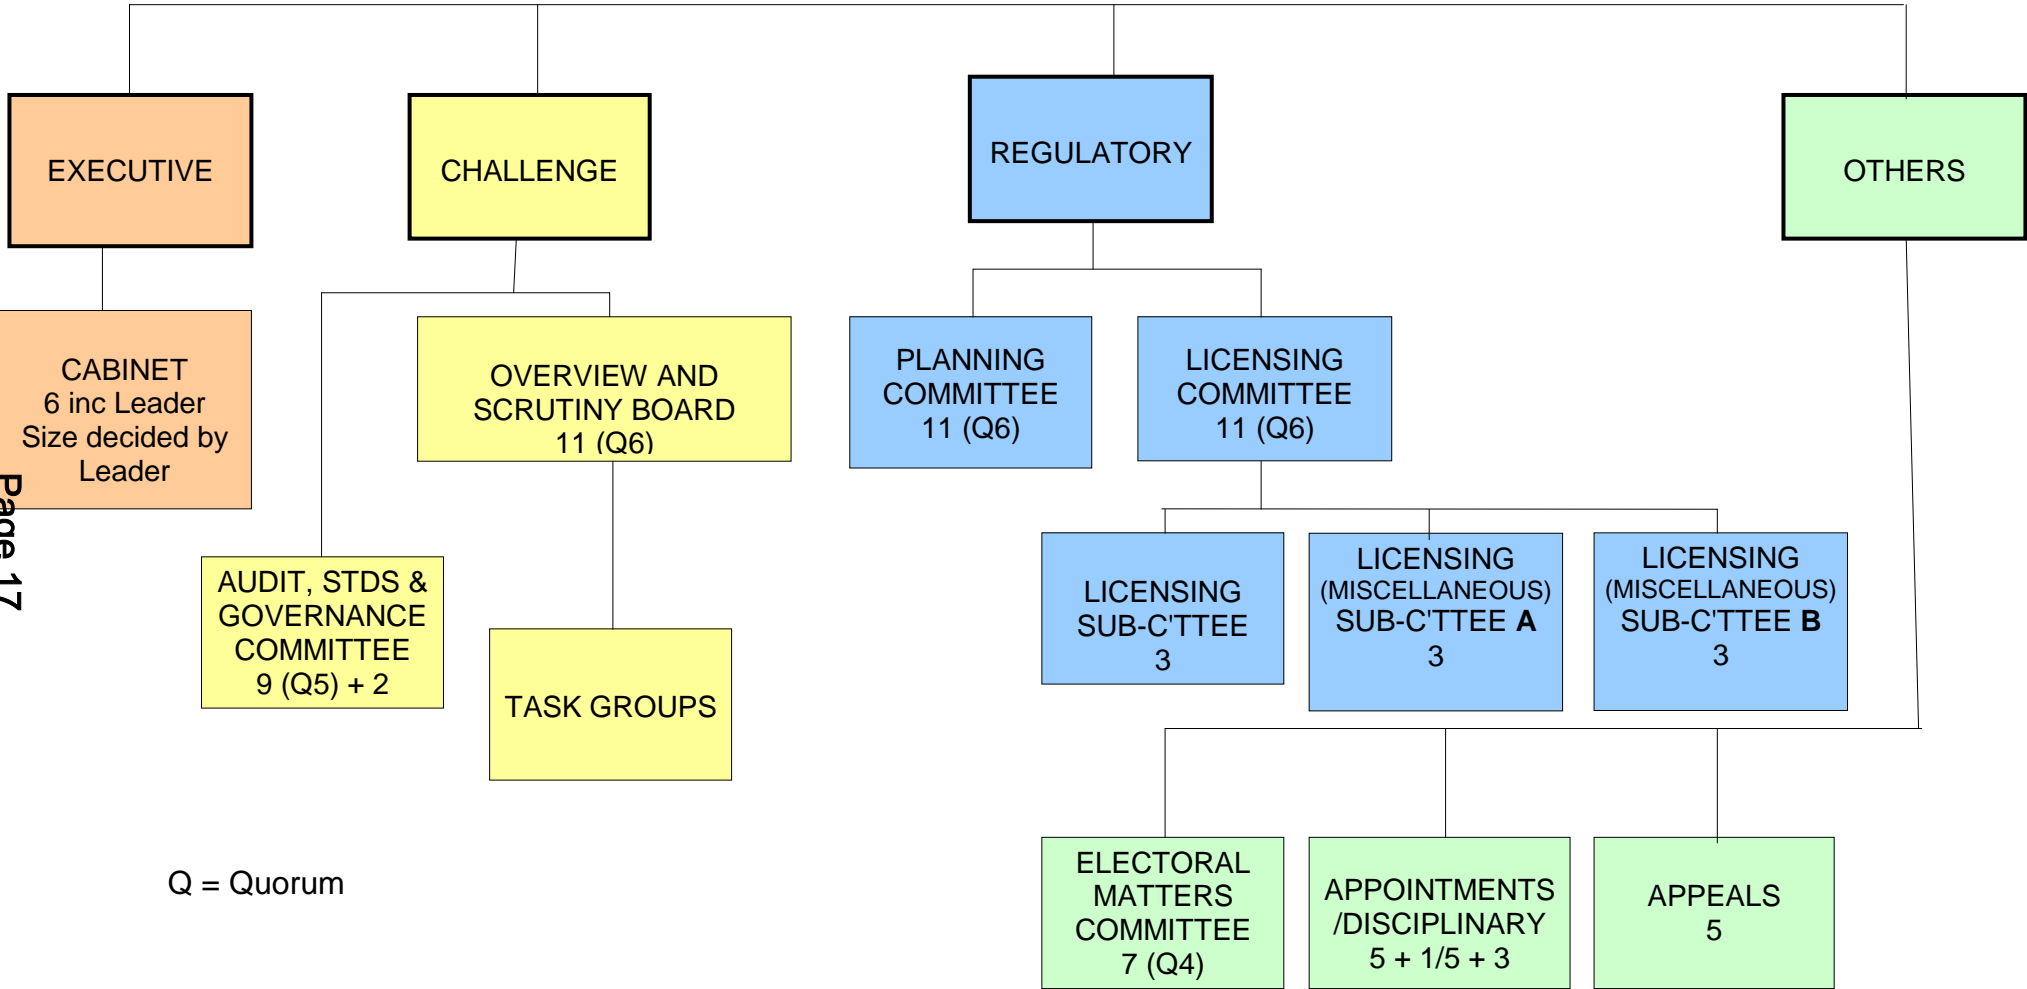 EXECUTIVE
CHALLENGE
REGULATORY
OTHERS
CABINET
6 inc Leader
Size decided by
Leader
OVERVIEW AND
SCRUTINY BOARD
11 (Q6)
PLANNING
COMMITTEE
11 (Q6)
LICENSING
COMMITTEE
11 (Q6)
AUDIT, STDS &
GOVERNANCE
COMMITTEE
9 (Q5) + 2
TASK GROUPS
LICENSING
SUB-C'TTEE
3
LICENSING
(MISCELLANEOUS)
SUB-C'TTEE A
3
LICENSING
(MISCELLANEOUS)
SUB-C'TTEE B
3
ELECTORAL
MATTERS
COMMITTEE
7 (Q4)
APPOINTMENTS
/DISCIPLINARY
5 + 1/5 + 3
APPEALS
5
Q = Quorum
Page 17